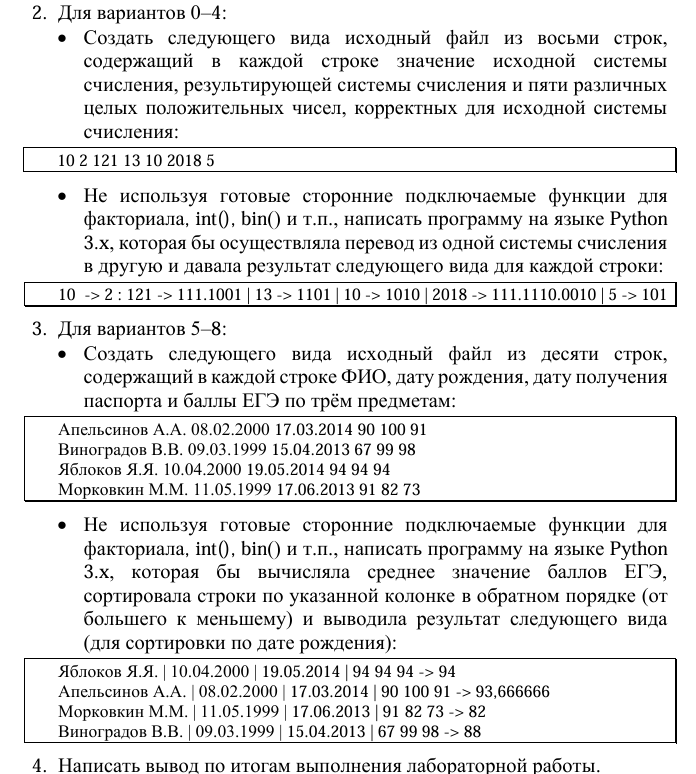 2. Для вариантов 0–4:
• Создать следующего вида исходный файл из восьми строк,
содержащий в каждой строке значение исходной системы
счисления, результирующей системы счисления и пяти различных
целых положительных чисел, корректных для исходной системы
счисления:
10 2 121 13 10 2018 5
• Не используя готовые сторонние подключаемые функции для
факториала, int(), bin() и т.п., написать программу на языке Python
3.x, которая бы осуществляла перевод из одной системы счисления
в другую и давала результат следующего вида для каждой строки:
10 -> 2 : 121 -> 111.1001 | 13 -> 1101 | 10 -> 1010 | 2018 -> 111.1110.0010 | 5 -> 101
3. Для вариантов 5–8:
• Создать следующего вида исходный файл из десяти строк,
содержащий в каждой строке ФИО, дату рождения, дату получения
паспорта и баллы ЕГЭ по трём предметам:
Апельсинов А.А. 08.02.2000 17.03.2014 90 100 91
Виноградов В.В. 09.03.1999 15.04.2013 67 99 98
Яблоков Я.Я. 10.04.2000 19.05.2014 94 94 94
Морковкин М.М. 11.05.1999 17.06.2013 91 82 73
• Не используя готовые сторонние подключаемые функции для
факториала, int(), bin() и т.п., написать программу на языке Python
3.x, которая бы вычисляла среднее значение баллов ЕГЭ,
сортировала строки по указанной колонке в обратном порядке (от
большего к меньшему) и выводила результат следующего вида
(для сортировки по дате рождения):
Яблоков Я.Я. | 10.04.2000 | 19.05.2014 | 94 94 94 -> 94
Апельсинов А.А. | 08.02.2000 | 17.03.2014 | 90 100 91 -> 93,666666
Морковкин М.М. | 11.05.1999 | 17.06.2013 | 91 82 73 -> 82
Виноградов В.В. | 09.03.1999 | 15.04.2013 | 67 99 98 -> 88
4. Написать вывод по итогам выполнения лабораторной работы.